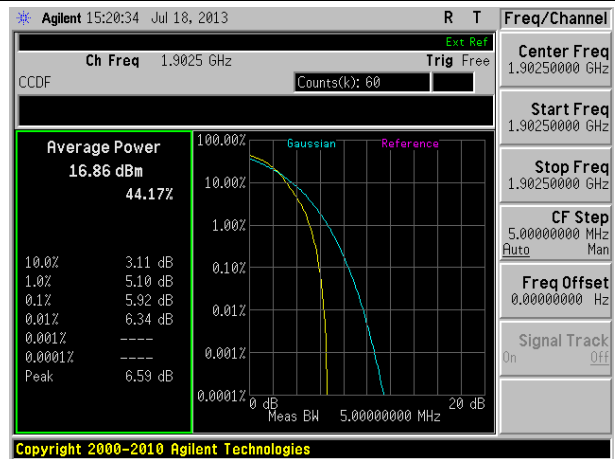 Agilent 15:20:34 Jul 18, 2013 R T
Ext Ref
Ch Freq 1.9025 GHz Trig Free
CCDF Counts(k): 60
Average Power
16.86 dBm
44.17%
10.0% 3.11 dB
1.0% 5.10 dB
0.1% 5.92 dB
0.01% 6.34 dB
0.001% ----
0.0001% ----
Peak 6.59 dB
Gaussian Reference
100.00%
10.00%
1.00%
0.10%
0.01%
0.001%
0.0001%
0 dB 20 dB
Meas BW 5.00000000 MHz
Freq/Channel
Center Freq
1.90250000 GHz
Start Freq
1.90250000 GHz
Stop Freq
1.90250000 GHz
CF Step
5.00000000 MHz
Auto Man
Freq Offset
0.00000000 Hz
Signal Track
On Off
Copyright 2000-2010 Agilent Technologies